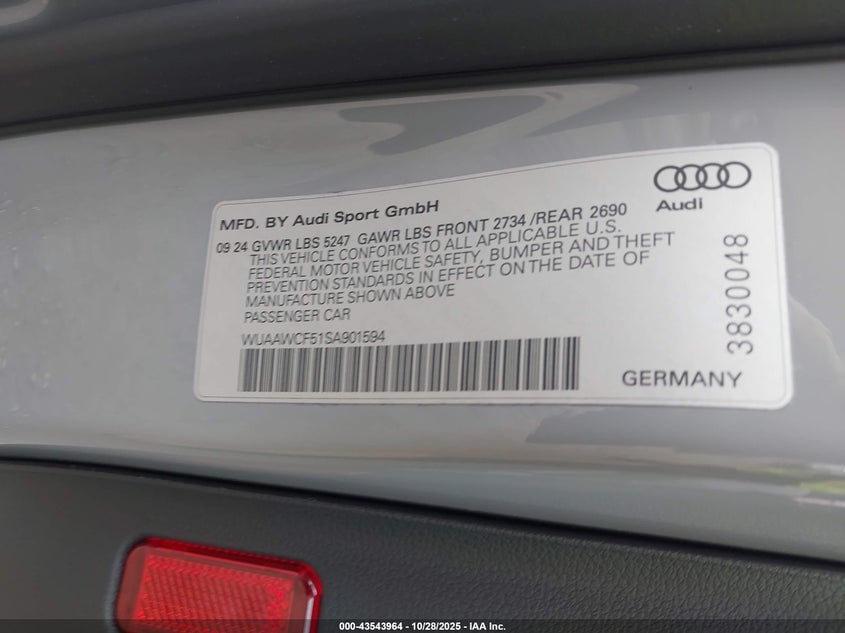 Audi
MFD. BY Audi Sport GmbH
09 24 GVWR LBS 5247 GAWR LBS FRONT 2734 /REAR 2690
THIS VEHICLE CONFORMS TO ALL APPLICABLE U.S.
FEDERAL MOTOR VEHICLE SAFETY, BUMPER AND THEFT
PREVENTION STANDARDS IN EFFECT ON THE DATE OF
MANUFACTURE SHOWN ABOVE
PASSENGER CAR
WUAAWCF51SA901594
3830048
GERMANY
000-43543964 - 10/28/2025 - IAA Inc.